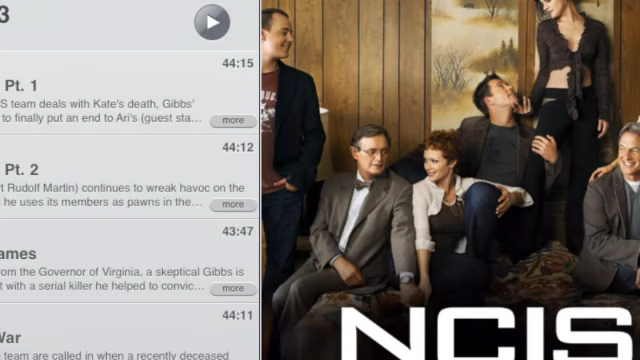 3
44:15
Pt. 1
S team deals with Kate's death, Gibbs'
to finally put an end to Ari's (guest sta...
more
44:12
Pt. 2
t Rudolf Martin) continues to wreak havoc on the
he uses its members as pawns in the...
more
43:47
ames
om the Governor of Virginia, a skeptical Gibbs is
t with a serial killer he helped to convic...
more
44:11
War
team are called in when a recently deceased
NCIS